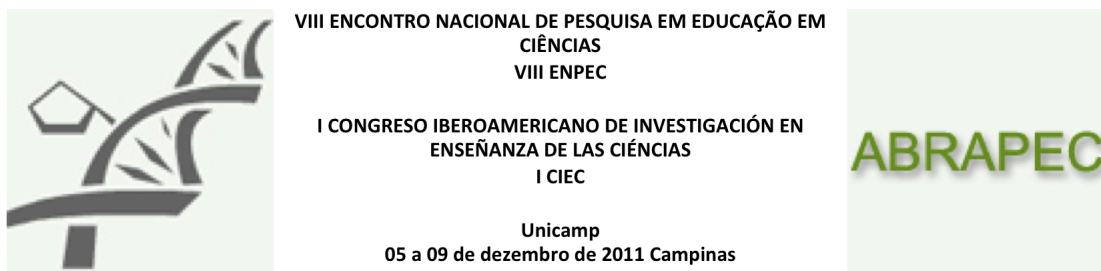 VIII ENCONTRO NACIONAL DE PESQUISA EM EDUCAÇÃO EM
CIÊNCIAS
VIII ENPEC
I CONGRESO IBEROAMERICANO DE INVESTIGACIÓN EN
ENSEÑANZA DE LAS CIÉNCIAS
I CIEC
Unicamp
05 a 09 de dezembro de 2011 Campinas
ABRAPEC